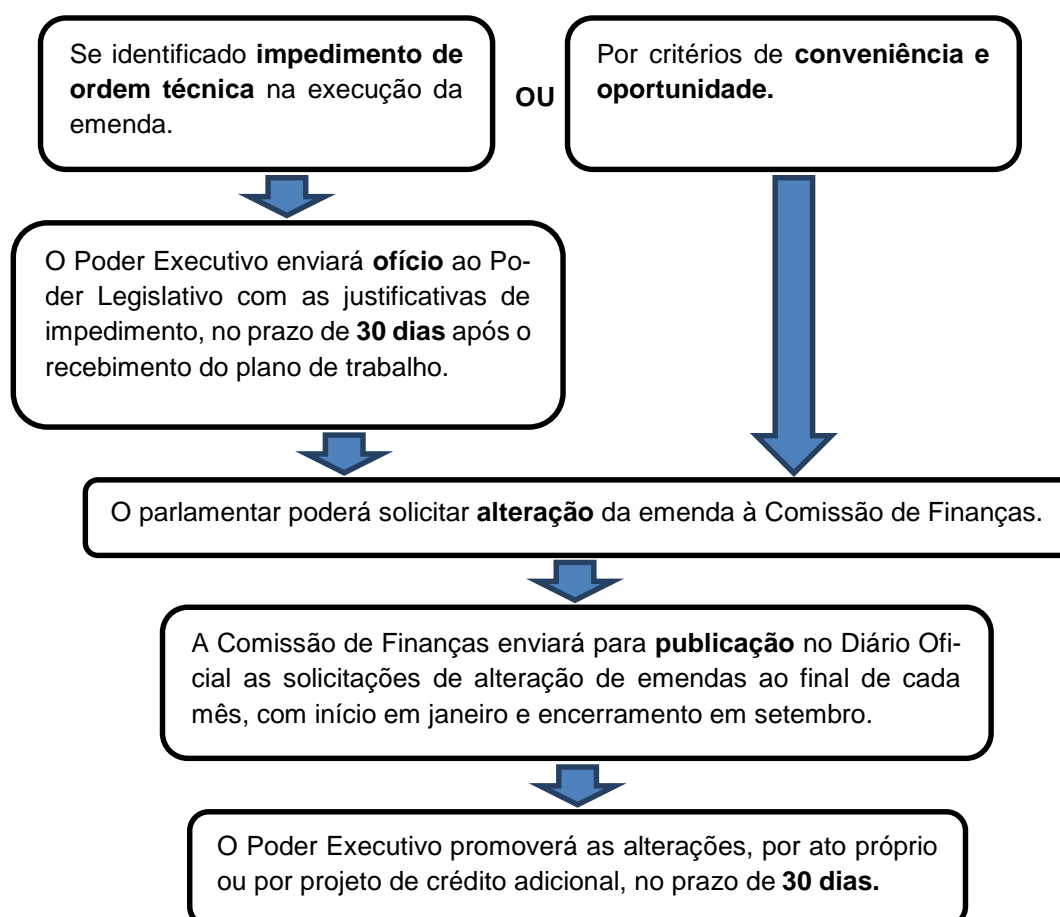 Se identificado impedimento de
ordem técnica na execução da
emenda.
OU
Por critérios de conveniência e
oportunidade.
O Poder Executivo enviará ofício ao Po-
der Legislativo com as justificativas de
impedimento, no prazo de 30 dias após o
recebimento do plano de trabalho.
O parlamentar poderá solicitar alteração da emenda à Comissão de Finanças.
A Comissão de Finanças enviará para publicação no Diário Ofi-
cial as solicitações de alteração de emendas ao final de cada
mês, com início em janeiro e encerramento em setembro.
O Poder Executivo promoverá as alterações, por ato próprio
ou por projeto de crédito adicional, no prazo de 30 dias.